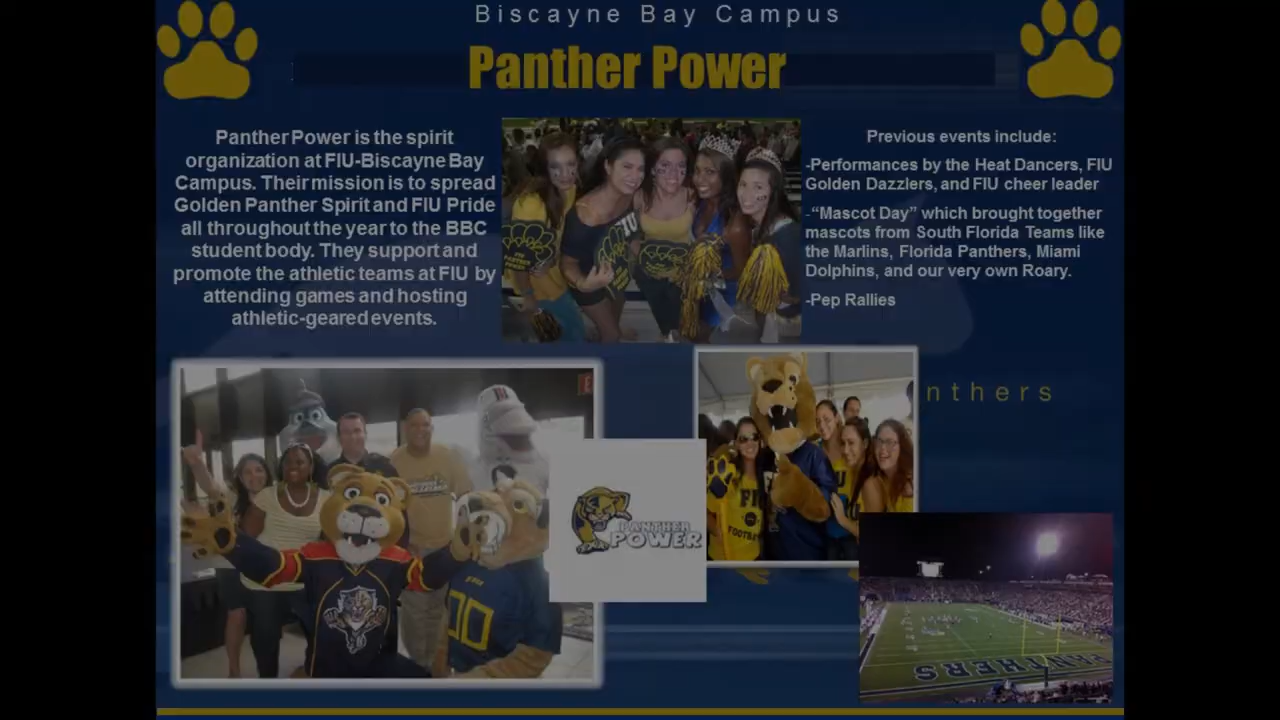 Biscayne Bay Campus
Panther Power
Panther Power is the spirit
organization at FIU-Biscayne Bay
Campus. Their mission is to spread
Golden Panther Spirit and FIU Pride
all throughout the year to the BBC
student body. They support and
promote the athletic teams at FIU by
attending games and hosting
athletic-geared events.
Previous events include:
-Performances by the Heat Dancers, FIU
Golden Dazzlers, and FIU cheer leader
-“Mascot Day” which brought together
mascots from South Florida Teams like
the Marlins, Florida Panthers, Miami
Dolphins, and our very own Roary.
-Pep Rallies
FIU
PANTHER
POWER
nthers
FOOTBALL
00
PANTHER
POWER
PANTHERS